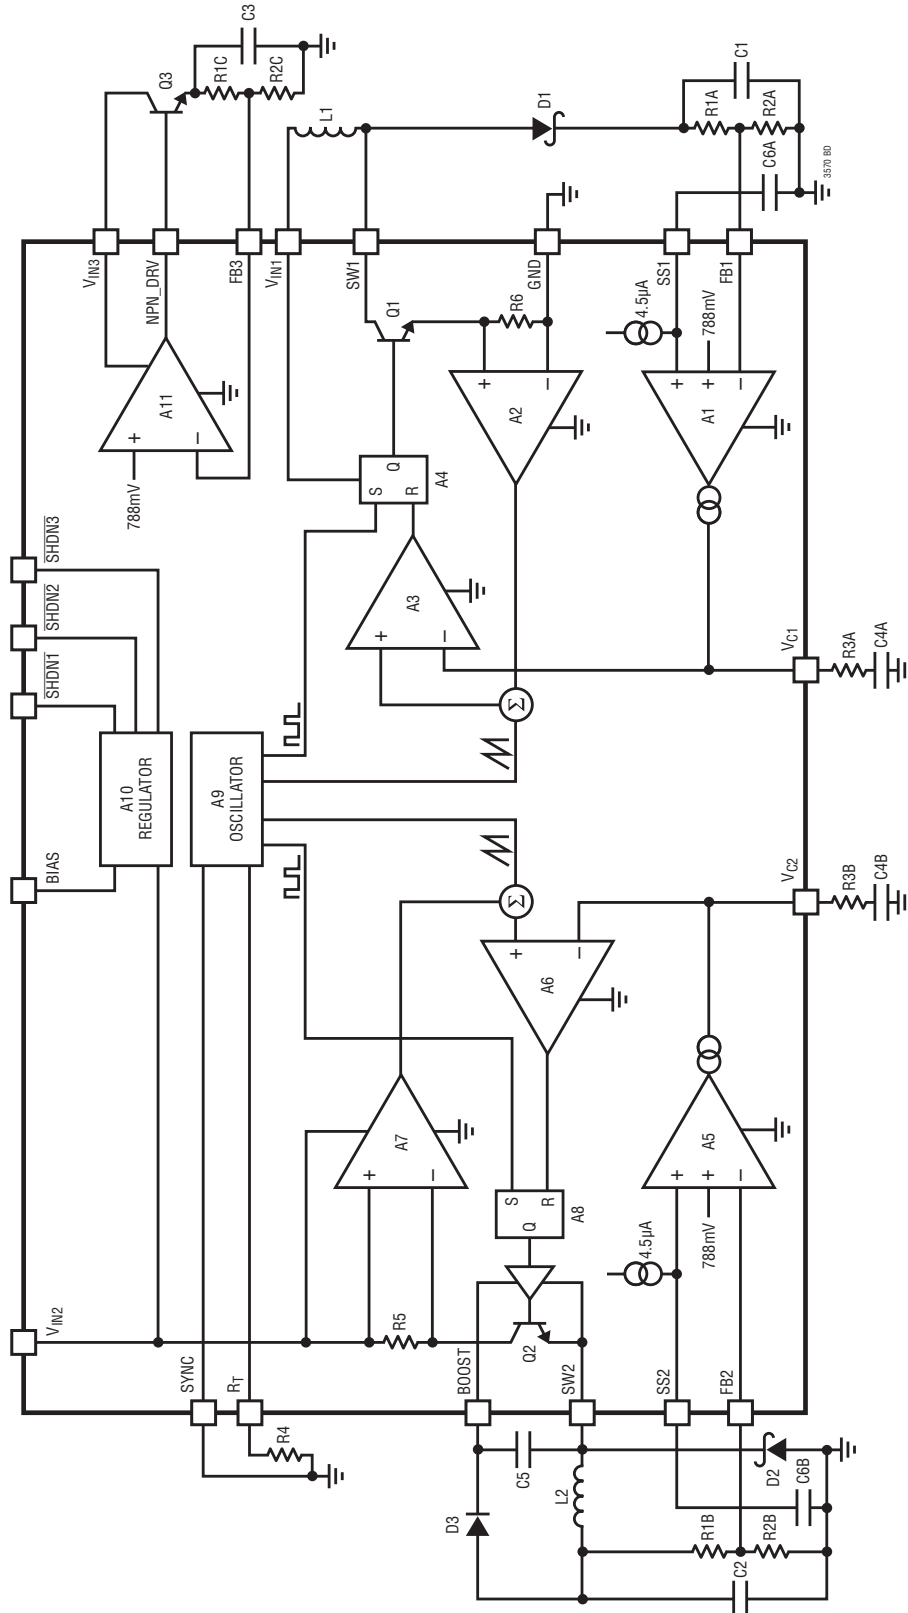 C3
Q3
R1C
R2C
L1
D1
C1
R1A
R2A
C6A
3570 BD
VIN3
NPN_DRV
FB3
VIN1
SW1
GND
SS1
FB1
A11
+
–
788mV
Q1
R6
4.5µA
788mV
A2
+
–
A1
+
+
–
A4
S
R
Q
A3
+
–
SHDN3
SHDN2
SHDN1
VC1
R3A
C4A
Σ
A10
REGULATOR
A9
OSCILLATOR
BIAS
Σ
VC2
R3B
C4B
A6
+
–
A7
+
–
A5
+
+
–
A8
S
R
Q
4.5µA
788mV
VIN2
R5
Q2
SYNC
RT
BOOST
SW2
SS2
FB2
R4
C5
D3
L2
D2
C6B
R1B
R2B
C2